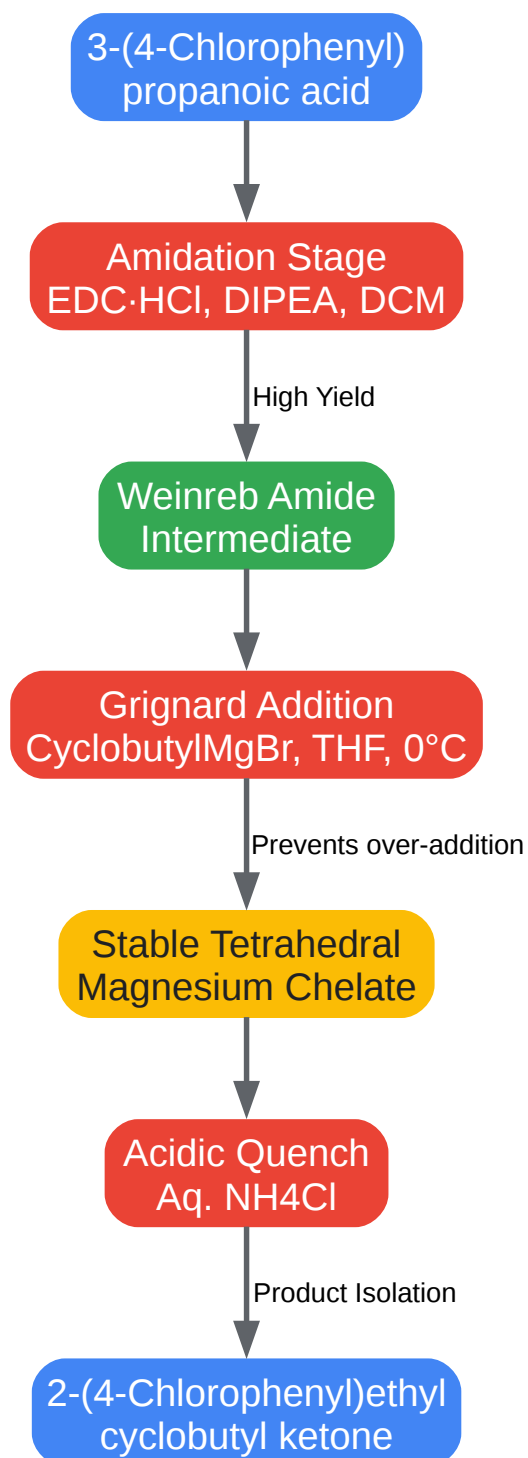 3-(4-Chlorophenyl)
propanoic acid
Amidation Stage
EDC·HCl, DIPEA, DCM
High Yield
Weinreb Amide
Intermediate
Grignard Addition
CyclobutylMgBr, THF, 0°C
Prevents over-addition
Stable Tetrahedral
Magnesium Chelate
Acidic Quench
Aq. NH4Cl
Product Isolation
2-(4-Chlorophenyl)ethyl
cyclobutyl ketone